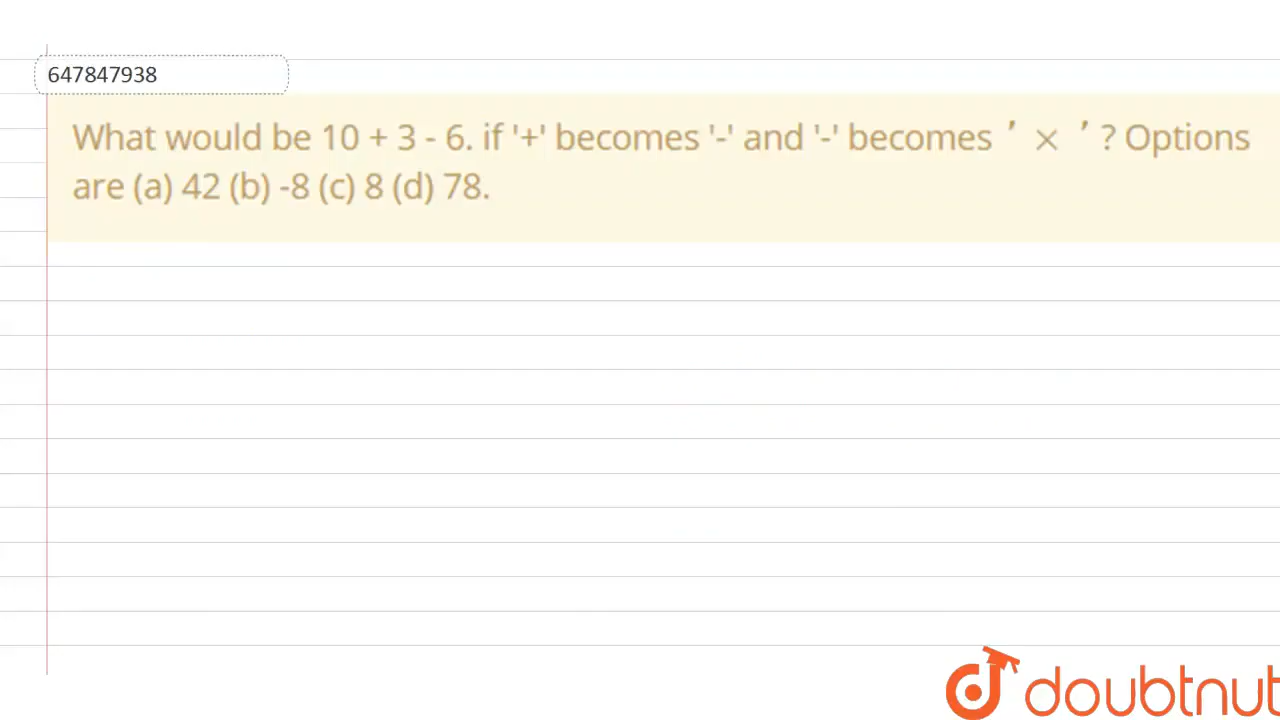 647847938
What would be 10 + 3 - 6. if '+' becomes '-' and '-' becomes ′ × ′ ? Options
are (a) 42 (b) -8 (c) 8 (d) 78.
doubtnut